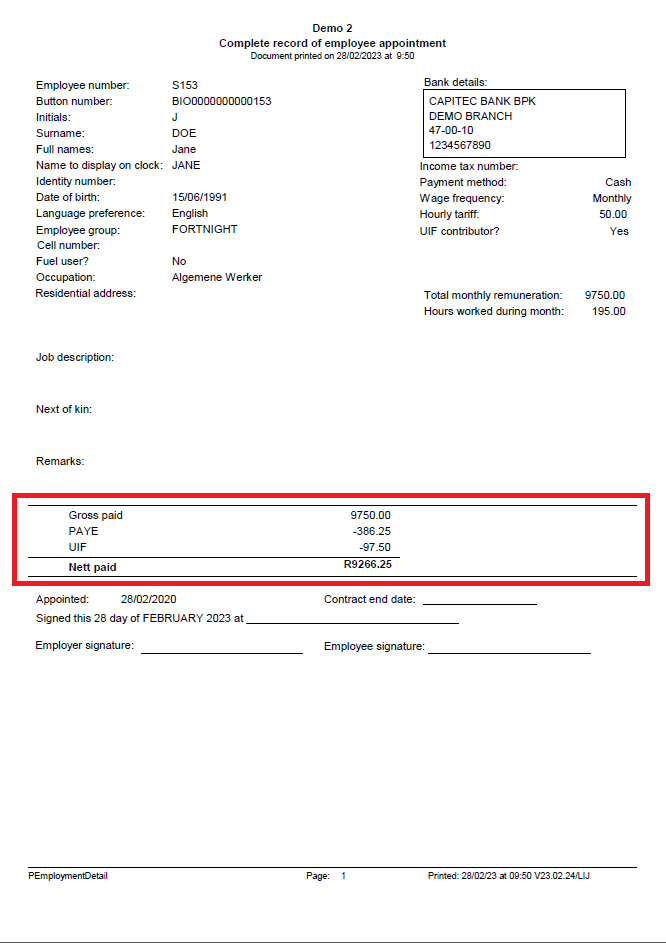 Demo 2
Complete record of employee appointment
Document printed on 28/02/2023 at 9:50
Employee number: S153
Button number: BIO0000000000153
Initials: J
Surname: DOE
Full names: Jane
Name to display on clock: JANE
Identity number:
Date of birth: 15/06/1991
Language preference: English
Employee group: FORTNIGHT
Cell number:
Fuel user? No
Occupation: Algemene Werker
Residential address:
Bank details:
CAPITEC BANK BPK
DEMO BRANCH
47-00-10
1234567890
Income tax number:
Payment method: Cash
Wage frequency: Monthly
Hourly tariff: 50.00
UIF contributor? Yes
Total monthly remuneration: 9750.00
Hours worked during month: 195.00
Job description:
Next of kin:
Remarks:
Gross paid 9750.00
PAYE -386.25
UIF -97.50
Nett paid R9266.25
Appointed: 28/02/2020 Contract end date:
Signed this 28 day of FEBRUARY 2023 at
Employer signature: Employee signature:
PEmploymentDetail Page: 1 Printed: 28/02/23 at 09:50 V23.02.24/LIJ